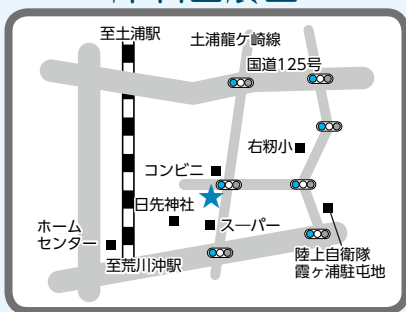 至土浦駅
土浦龍ケ崎線
国道125号
右籾小
コンビニ
日先神社
スーパー
ホーム
センター
至荒川沖駅
陸上自衛隊
霞ヶ浦駐屯地